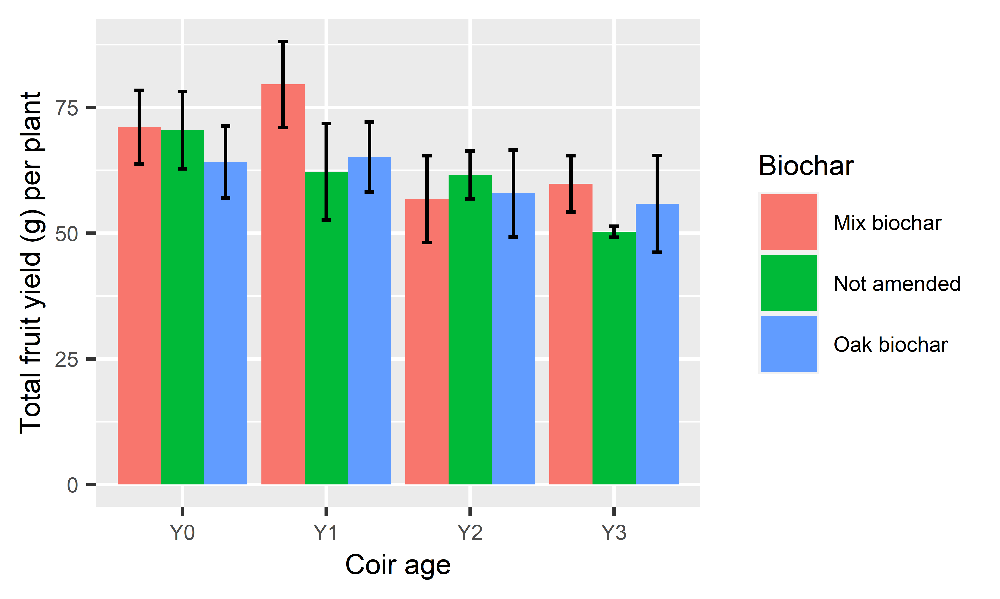 Total fruit yield (g) per plant
75
50
25
0
Y0 Y1 Y2 Y3
Coir age
Biochar
Mix biochar
Not amended
Oak biochar